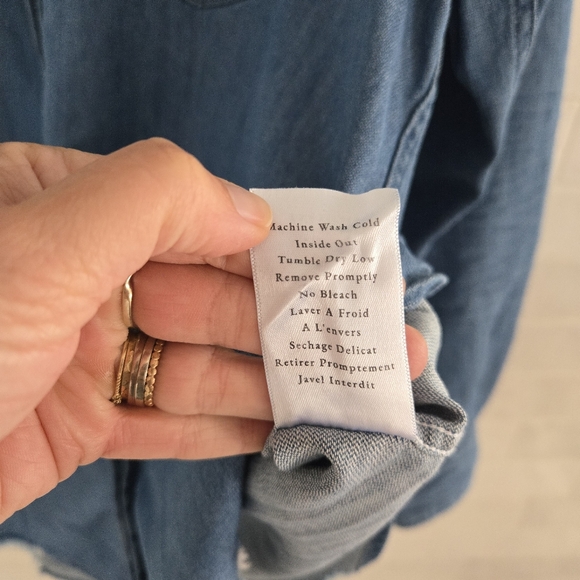 Machine Wash Cold
Inside Out
Tumble Dry Low
Remove Promptly
No Bleach
Laver A Froid
A L'envers
Sechage Delicat
Retirer Promptement
Javel Interdit